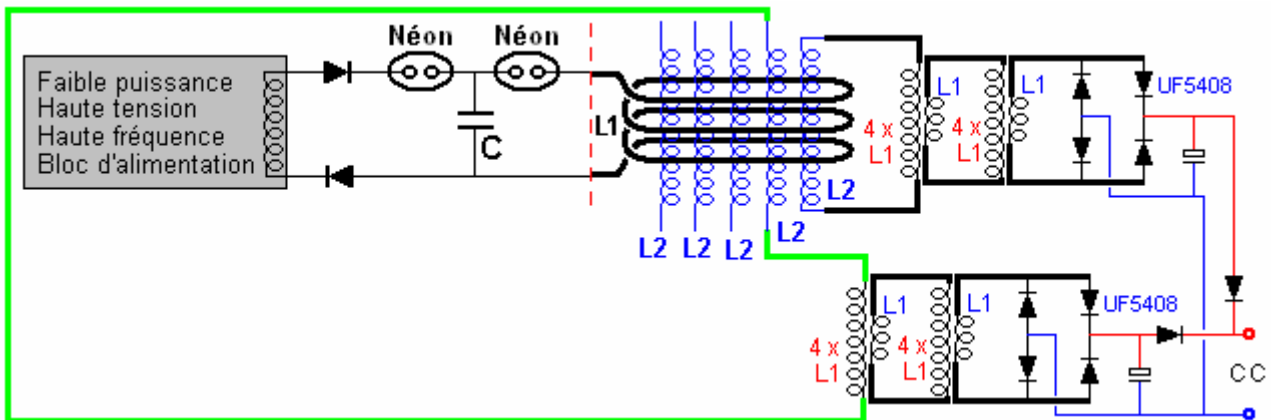 Néon Néon
Faible puissance
Haute tension
Haute fréquence
Bloc d'alimentation
C
L1
L2 L2 L2 L2
L2
4 x
L1
L1
4 x
L1
L1
UF5408
4 x
L1
L1
4 x
L1
L1
UF5408
CC